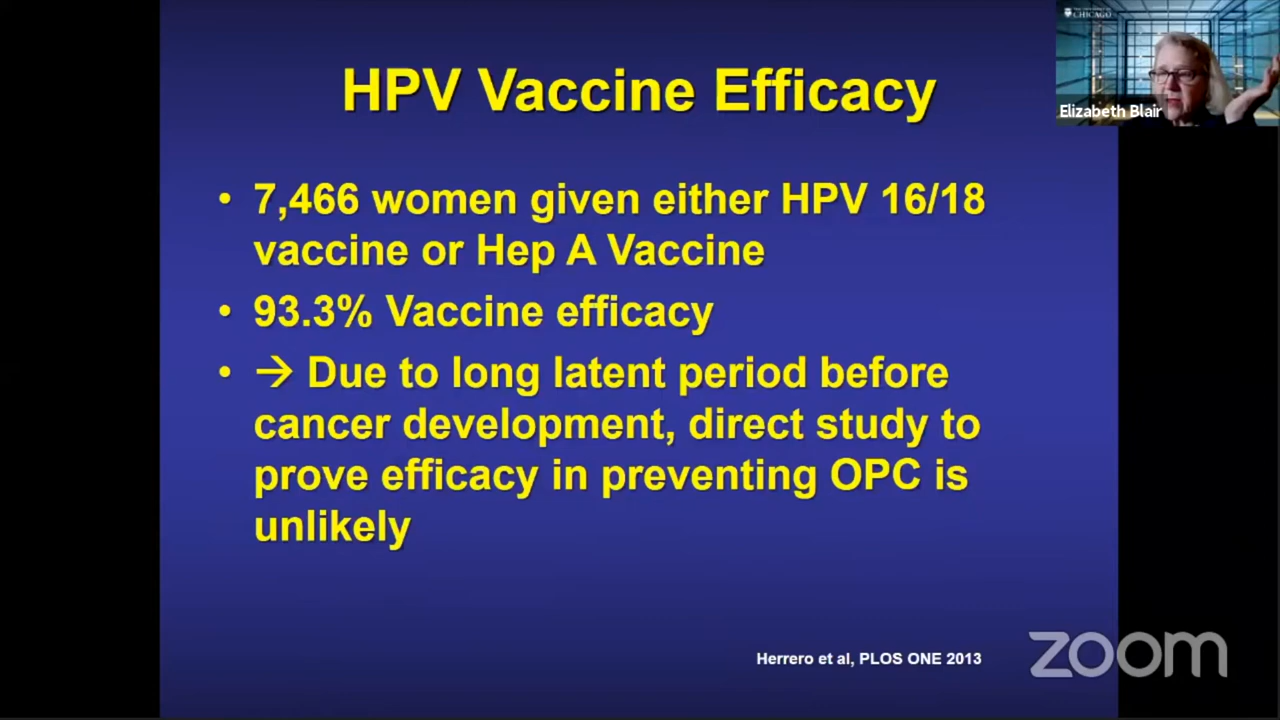 HPV Vaccine Efficacy
• 7,466 women given either HPV 16/18
vaccine or Hep A Vaccine
• 93.3% Vaccine efficacy
• → Due to long latent period before
cancer development, direct study to
prove efficacy in preventing OPC is
unlikely
Herrero et al, PLOS ONE 2013
CHICAGO
Elizabeth Blair
zoom